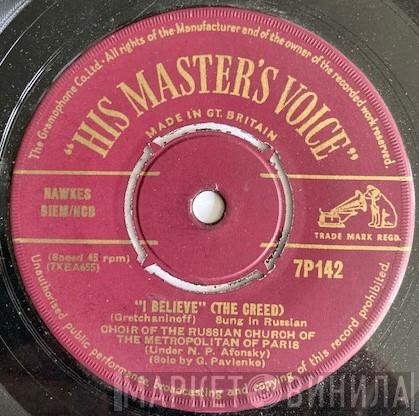 The Gramophone Co. Ltd. - All rights of the Manufacturer and of the owner of the recorded work reserved.
"HIS MASTER'S VOICE"
MADE IN GT. BRITAIN
HAWKES
BIEM/NCB
TRADE MARK REGD.
(Speed 45 rpm)
(7XEA655)
7P142
"I BELIEVE" (THE CREED)
(Gretchaninoff) Sung in Russian
CHOIR OF THE RUSSIAN CHURCH OF
THE METROPOLITAN OF PARIS
(Under N. P. Afonsky)
(Solo by G. Pavlenko)
Unauthorised public performance, broadcasting and copying of this record prohibited.
МАРКЕТ ВИНИЛА